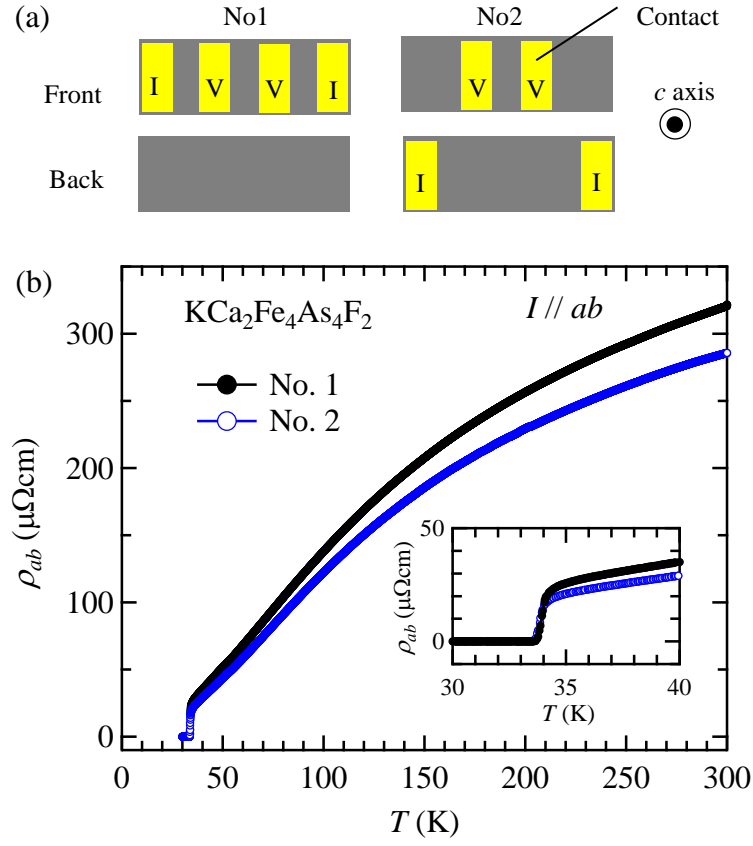 (a)
No1
No2
Contact
Front
I V V I
V V
c axis
Back
I I
(b)
KCa₂Fe₄As₄F₂
I // ab
No. 1
No. 2
ρab (μΩcm)
300
200
100
0
0 50 100 150 200 250 300
T (K)
ρab (μΩcm)
50
0
30 35 40
T (K)